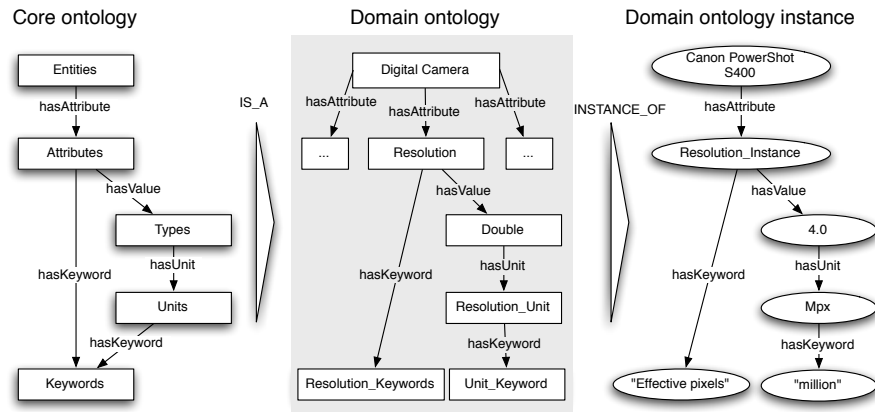 Core ontology
Entities
hasAttribute
Attributes
hasValue
Types
hasUnit
hasKeyword
Units
hasKeyword
Keywords
IS_A
Domain ontology
Digital Camera
hasAttribute
hasAttribute
hasAttribute
...
Resolution
...
hasValue
Double
hasUnit
hasKeyword
Resolution_Unit
hasKeyword
Resolution_Keywords
Unit_Keyword
INSTANCE_OF
Domain ontology instance
Canon PowerShot
S400
hasAttribute
Resolution_Instance
hasValue
4.0
hasUnit
hasKeyword
Mpx
hasKeyword
"Effective pixels"
"million"